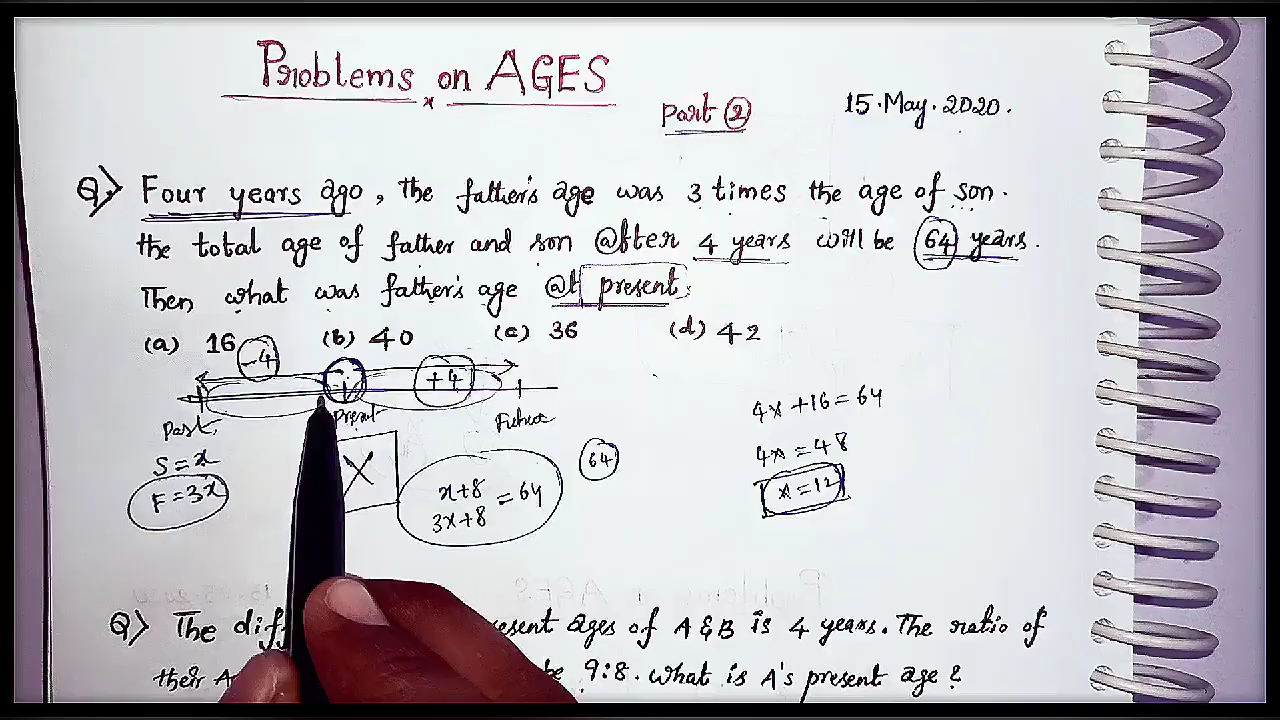 Problems on AGES
Part 2
15.May.2020.
Q) Four years ago, the father's age was 3 times the age of son.
the total age of father and son @fter 4 years will be 64 years.
Then what was father's age @t present:
(a) 16 (b) 40 (c) 36 (d) 42
-4 +4
Past, Present Future
S = x
F = 3x
X
x+8
3x+8 = 64
64
4x + 16 = 64
4x = 48
x = 12
Q) The diff esent ages of A & B is 4 years. The ratio of
their A be 9:8. what is A's present age?